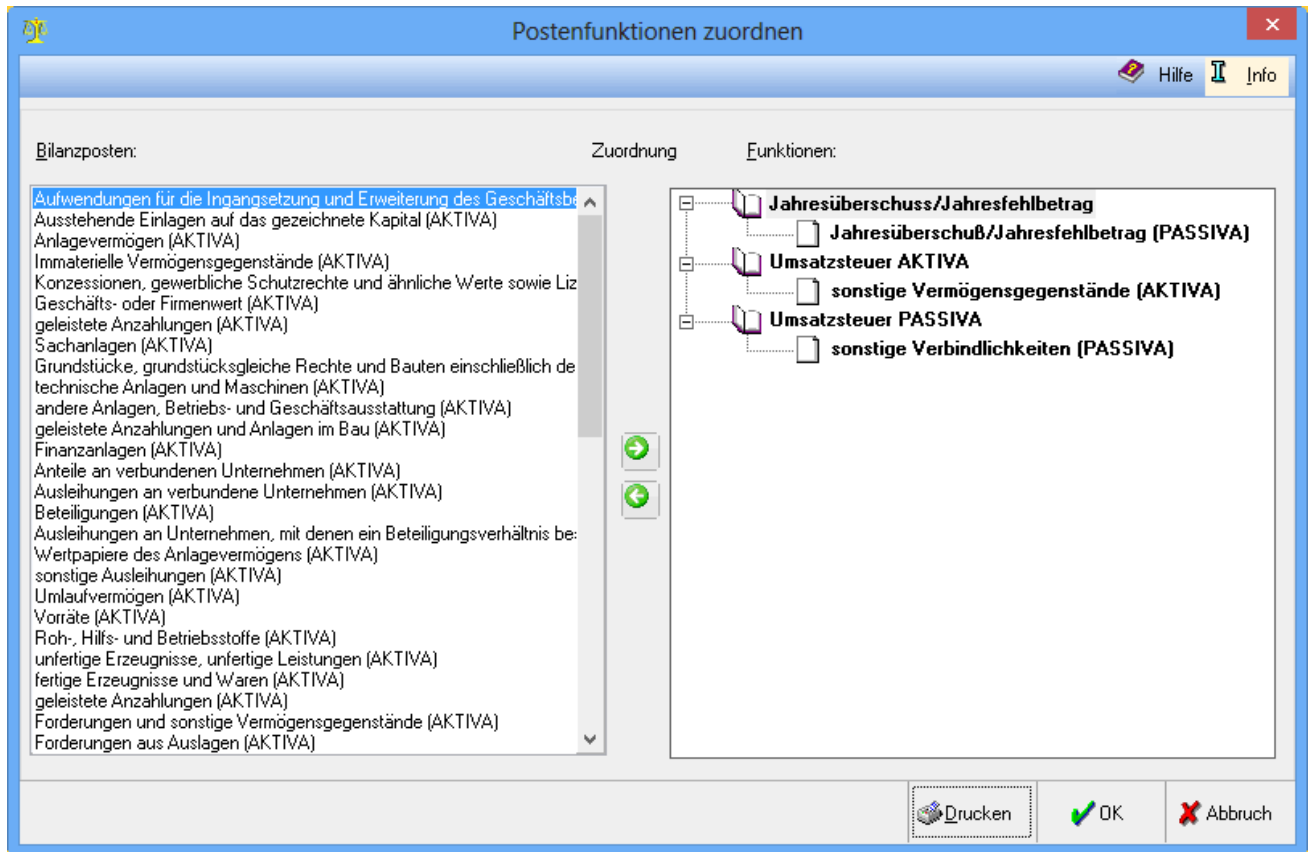 Postenfunktionen zuordnen
Hilfe Info
Bilanzposten: Zuordnung Funktionen:
Aufwendungen für die Ingangsetzung und Erweiterung des Geschäftsbe
Ausstehende Einlagen auf das gezeichnete Kapital (AKTIVA)
Anlagevermögen (AKTIVA)
Immaterielle Vermögensgegenstände (AKTIVA)
Konzessionen, gewerbliche Schutzrechte und ähnliche Werte sowie Liz
Geschäfts- oder Firmenwert (AKTIVA)
geleistete Anzahlungen (AKTIVA)
Sachanlagen (AKTIVA)
Grundstücke, grundstücksgleiche Rechte und Bauten einschließlich de
technische Anlagen und Maschinen (AKTIVA)
andere Anlagen, Betriebs- und Geschäftsausstattung (AKTIVA)
geleistete Anzahlungen und Anlagen im Bau (AKTIVA)
Finanzanlagen (AKTIVA)
Anteile an verbundenen Unternehmen (AKTIVA)
Ausleihungen an verbundene Unternehmen (AKTIVA)
Beteiligungen (AKTIVA)
Ausleihungen an Unternehmen, mit denen ein Beteiligungsverhältnis be
Wertpapiere des Anlagevermögens (AKTIVA)
sonstige Ausleihungen (AKTIVA)
Umlaufvermögen (AKTIVA)
Vorräte (AKTIVA)
Roh-, Hilfs- und Betriebsstoffe (AKTIVA)
unfertige Erzeugnisse, unfertige Leistungen (AKTIVA)
fertige Erzeugnisse und Waren (AKTIVA)
geleistete Anzahlungen (AKTIVA)
Forderungen und sonstige Vermögensgegenstände (AKTIVA)
Forderungen aus Auslagen (AKTIVA)
Jahresüberschuss/Jahresfehlbetrag
Jahresüberschuß/Jahresfehlbetrag (PASSIVA)
Umsatzsteuer AKTIVA
sonstige Vermögensgegenstände (AKTIVA)
Umsatzsteuer PASSIVA
sonstige Verbindlichkeiten (PASSIVA)
Drucken OK Abbruch